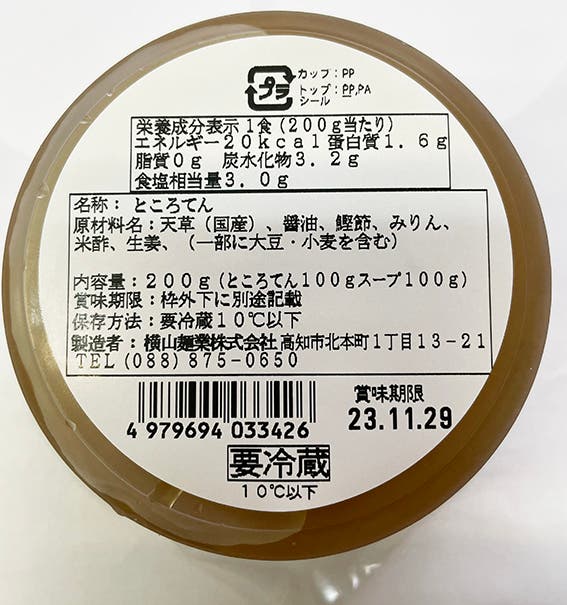 プラ
カップ：PP
トップ：PP,PA
シール
栄養成分表示１食（２００ｇ当たり）
エネルギー２０ｋｃａｌ蛋白質１．６ｇ
脂質０ｇ　炭水化物３．２ｇ
食塩相当量３．０ｇ
名称：ところてん
原材料名：天草（国産）、醤油、鰹節、みりん、
米酢、生姜、（一部に大豆・小麦を含む）
内容量：２００ｇ（ところてん１００ｇスープ１００ｇ）
賞味期限：枠外下に別途記載
保存方法：要冷蔵１０℃以下
製造者：横山麺業株式会社 高知市北本町１丁目１３－２１
ＴＥＬ（０８８）８７５－０６５０
賞味期限
23.11.29
4 979694 033426
要冷蔵
１０℃以下